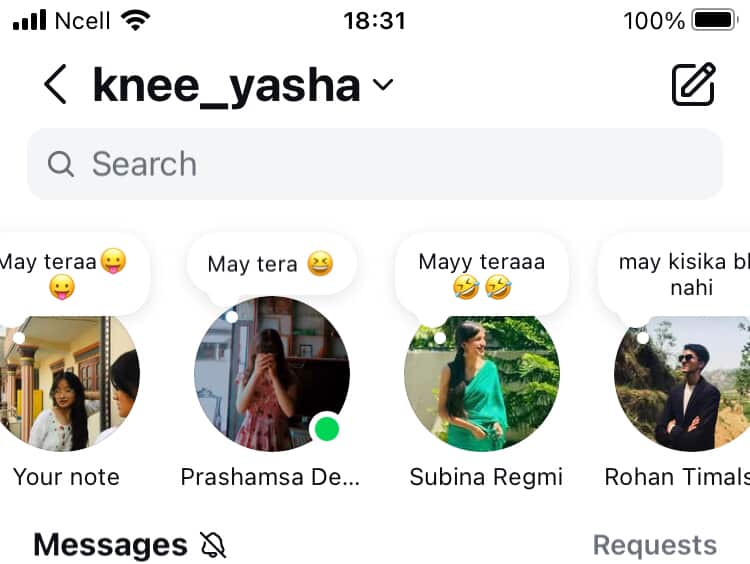 Ncell 18:31 100%
knee_yasha
Search
May teraa😛
😛
May tera 😆
Mayy teraaa
🤣🤣
may kisika
nahi
Your note
Prashamsa De...
Subina Regmi
Rohan Timals
Messages
Requests